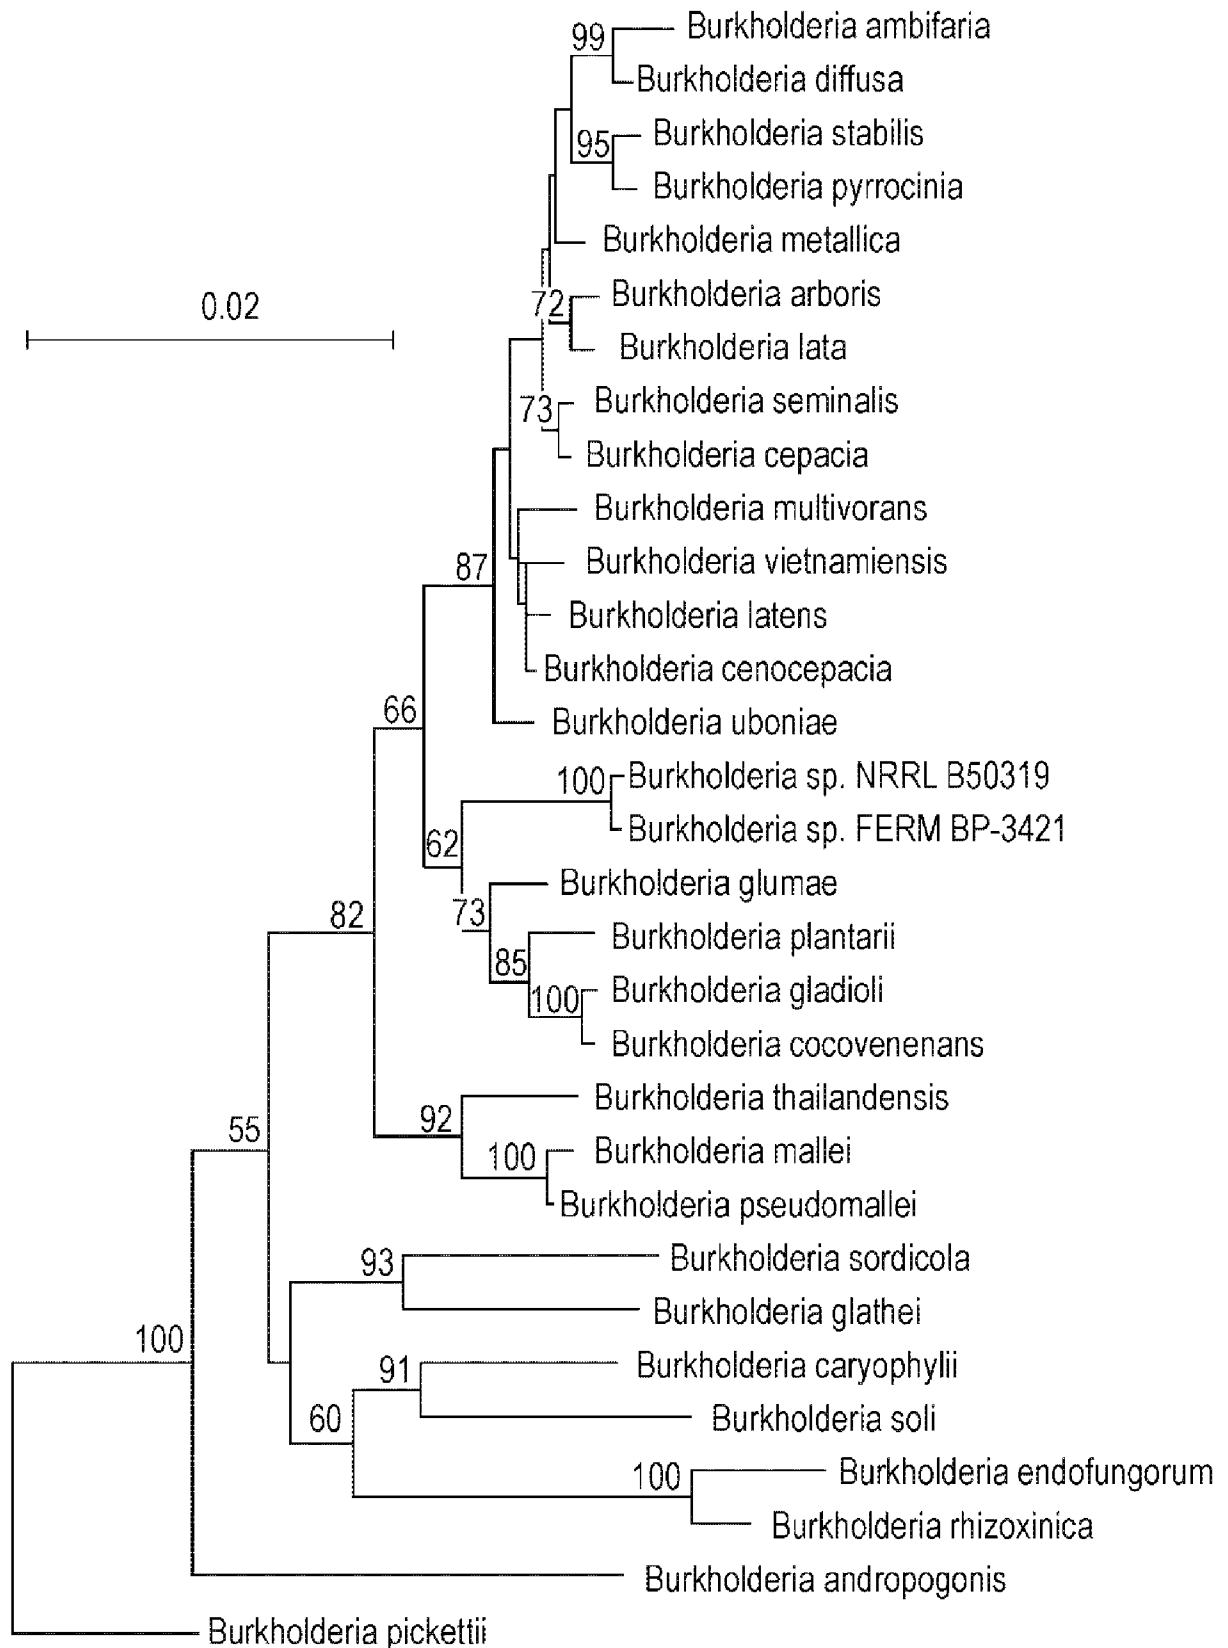 99
Burkholderia ambifaria
Burkholderia diffusa
95
Burkholderia stabilis
Burkholderia pyrrocinia
Burkholderia metallica
0.02
72
Burkholderia arboris
Burkholderia lata
73
Burkholderia seminalis
Burkholderia cepacia
Burkholderia multivorans
87
Burkholderia vietnamiensis
Burkholderia latens
Burkholderia cenocepacia
66
Burkholderia uboniae
100
Burkholderia sp. NRRL B50319
Burkholderia sp. FERM BP-3421
62
Burkholderia glumae
82
73
Burkholderia plantarii
85
100
Burkholderia gladioli
Burkholderia cocovenenans
Burkholderia thailandensis
55
92
100
Burkholderia mallei
Burkholderia pseudomallei
93
Burkholderia sordicola
Burkholderia glathei
100
91
Burkholderia caryophylii
60
Burkholderia soli
100
Burkholderia endofungorum
Burkholderia rhizoxinica
Burkholderia andropogonis
Burkholderia pickettii